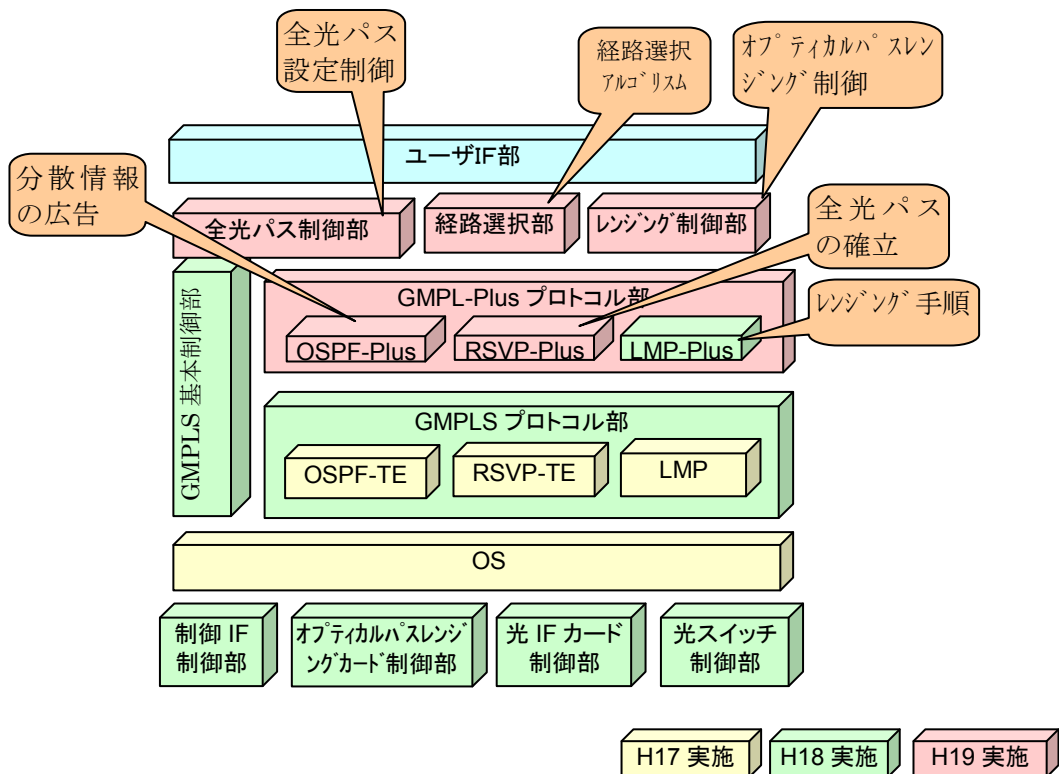 全光パス
設定制御
経路選択
アルゴリスム
オプティカルパスレン
ジング制御
ユーザIF部
分散情報
の広告
全光パス制御部
経路選択部
レンジング制御部
全光パス
の確立
GMPL-Plus プロトコル部
レンジング手順
OSPF-Plus
RSVP-Plus
LMP-Plus
GMPLS 基本制御部
GMPLS プロトコル部
OSPF-TE
RSVP-TE
LMP
OS
制御 IF
制御部
オプティカルパスレンジ
ングカード制御部
光 IF カード
制御部
光スイッチ
制御部
H17 実施
H18 実施
H19 実施